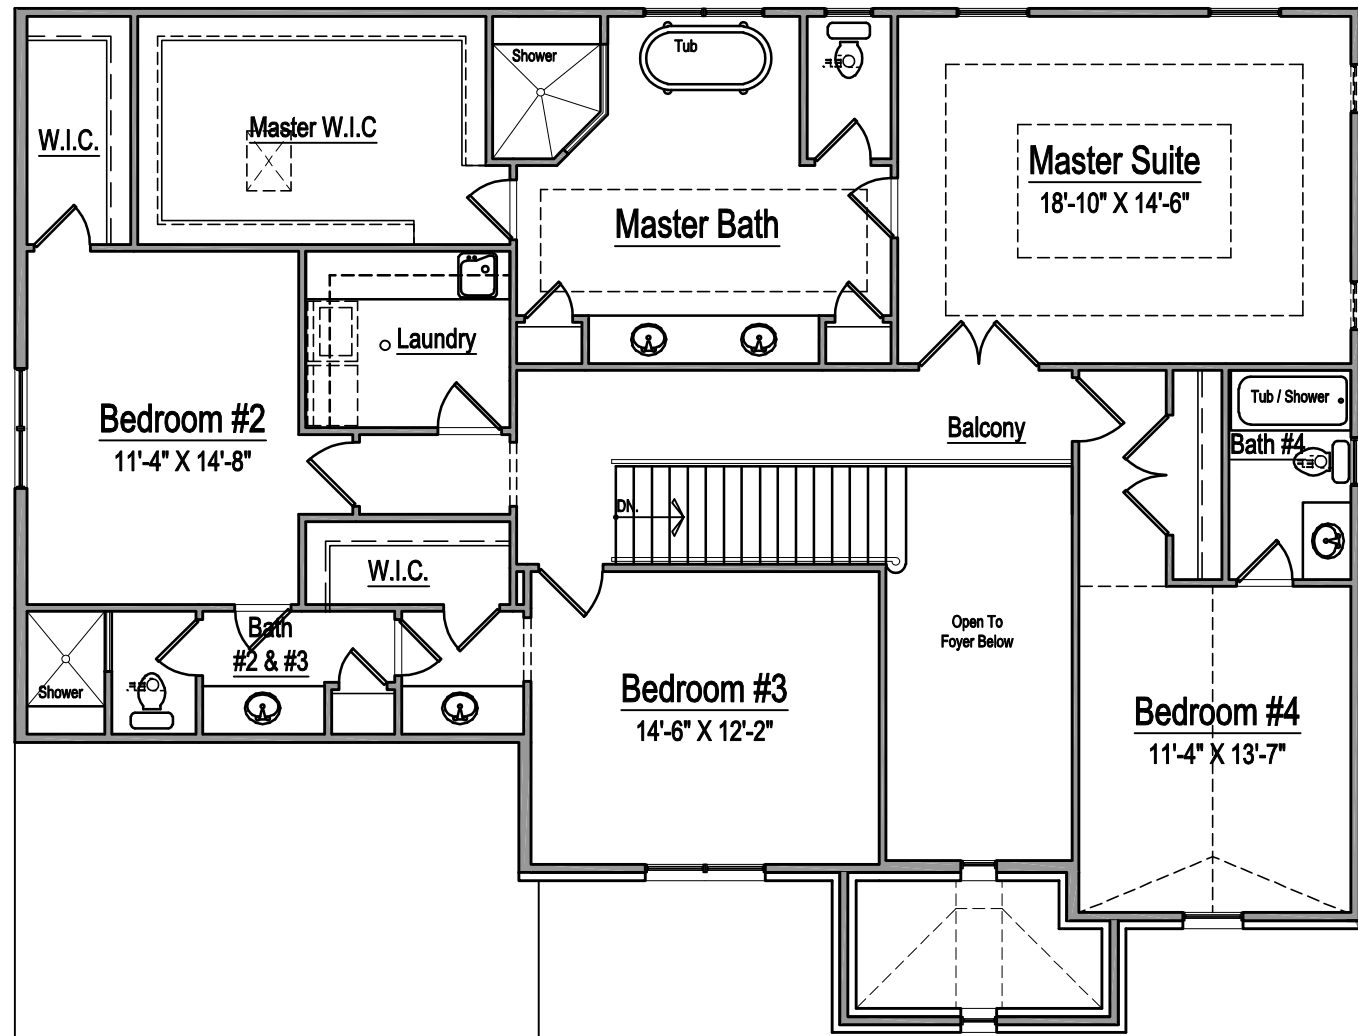 Tub
Shower
Master W.I.C
W.I.C.
Master Suite
18'-10" X 14'-6"
Master Bath
Laundry
Tub / Shower
Bedroom #2
11'-4" X 14'-8"
Balcony
Bath #4
DN.
W.I.C.
Open To
Foyer Below
Bath
#2 & #3
Shower
Bedroom #3
14'-6" X 12'-2"
Bedroom #4
11'-4" X 13'-7"